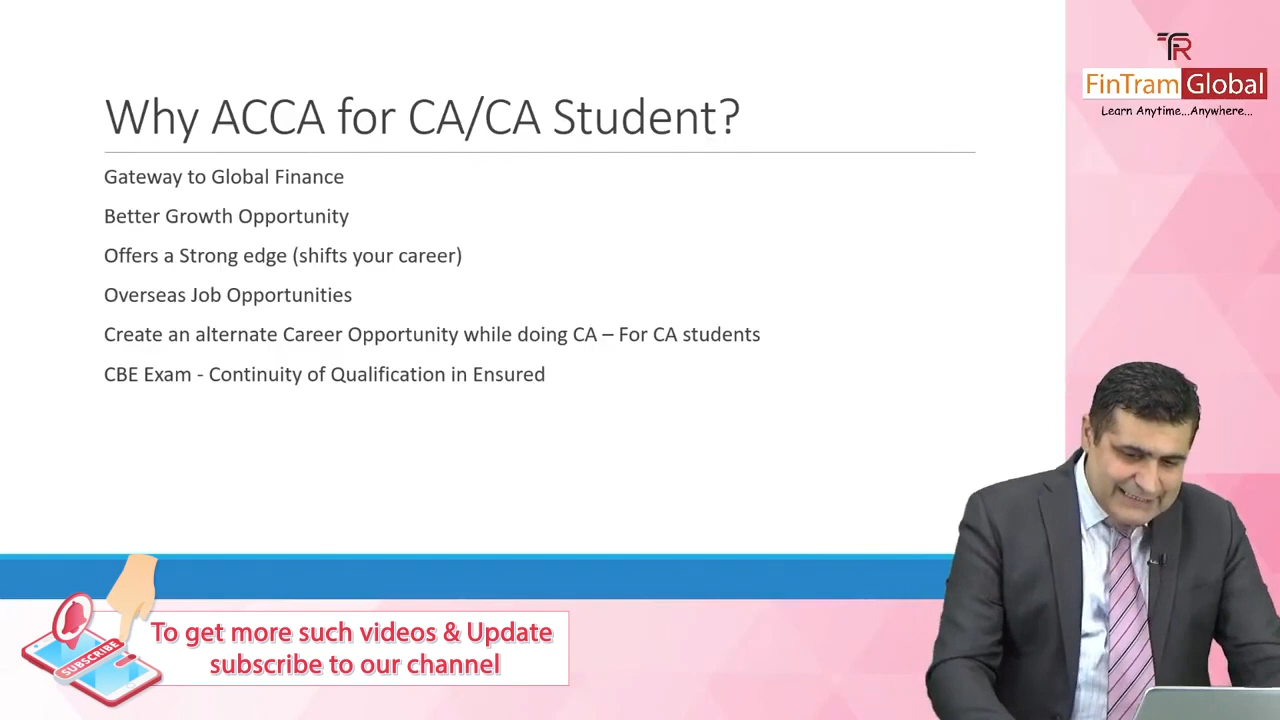 TR
FinTram Global
Learn Anytime...Anywhere...
Why ACCA for CA/CA Student?
Gateway to Global Finance
Better Growth Opportunity
Offers a Strong edge (shifts your career)
Overseas Job Opportunities
Create an alternate Career Opportunity while doing CA – For CA students
CBE Exam - Continuity of Qualification in Ensured
SUBSCRIBE
To get more such videos & Update
subscribe to our channel